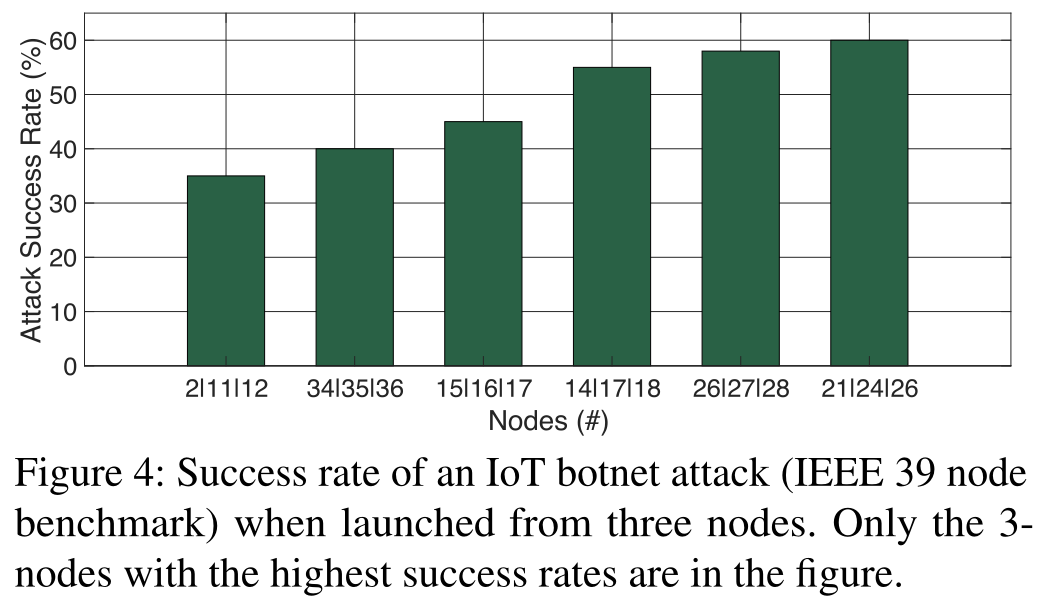 Attack Success Rate (%)
60
50
40
30
20
10
0
2|11|12 34|35|36 15|16|17 14|17|18 26|27|28 21|24|26
Nodes (#)
Figure 4: Success rate of an IoT botnet attack (IEEE 39 node
benchmark) when launched from three nodes. Only the 3-
nodes with the highest success rates are in the figure.